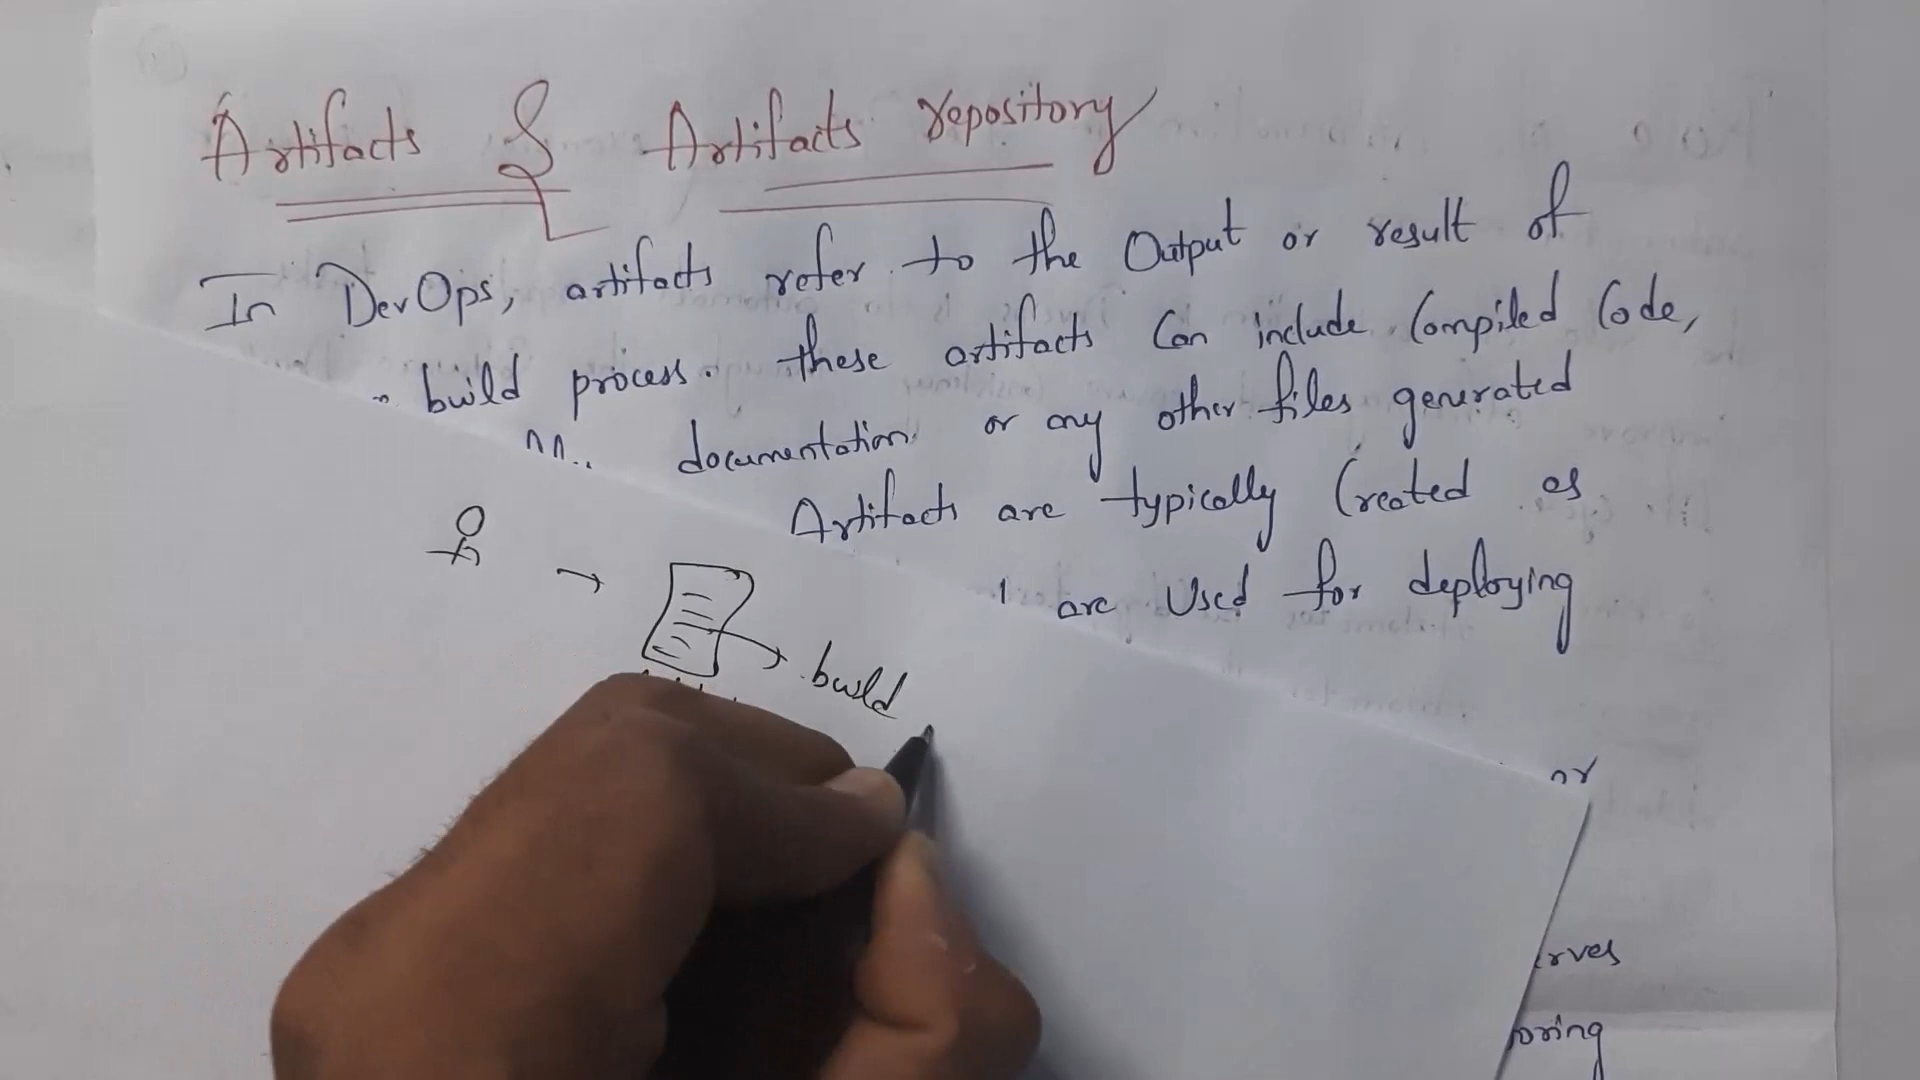 Artifacts & Artifacts repository
In DevOps, artifacts refer to the Output or result of
build process. these artifacts Can include Compiled Code,
documentation or any other files generated
Artifacts are typically Created as
are Used for deploying
build
or
erves
oring